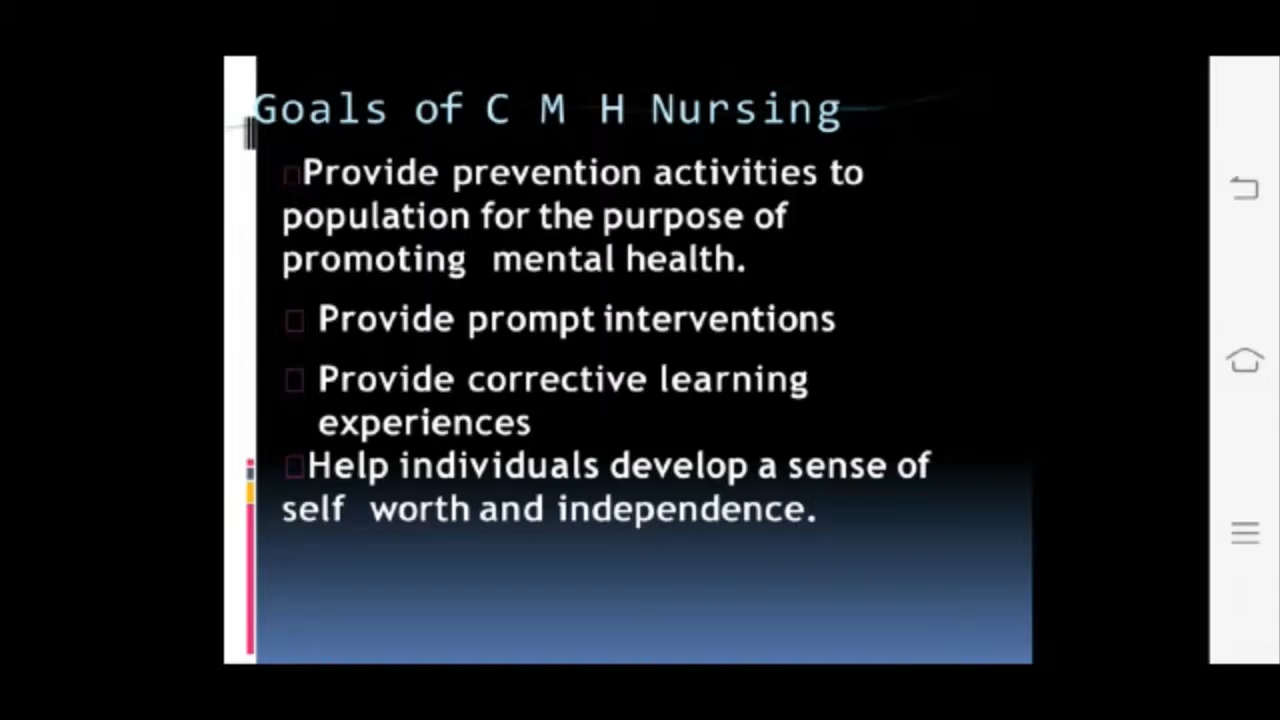 Goals of C M H Nursing
Provide prevention activities to
population for the purpose of
promoting mental health.
Provide prompt interventions
Provide corrective learning
experiences
Help individuals develop a sense of
self worth and independence.